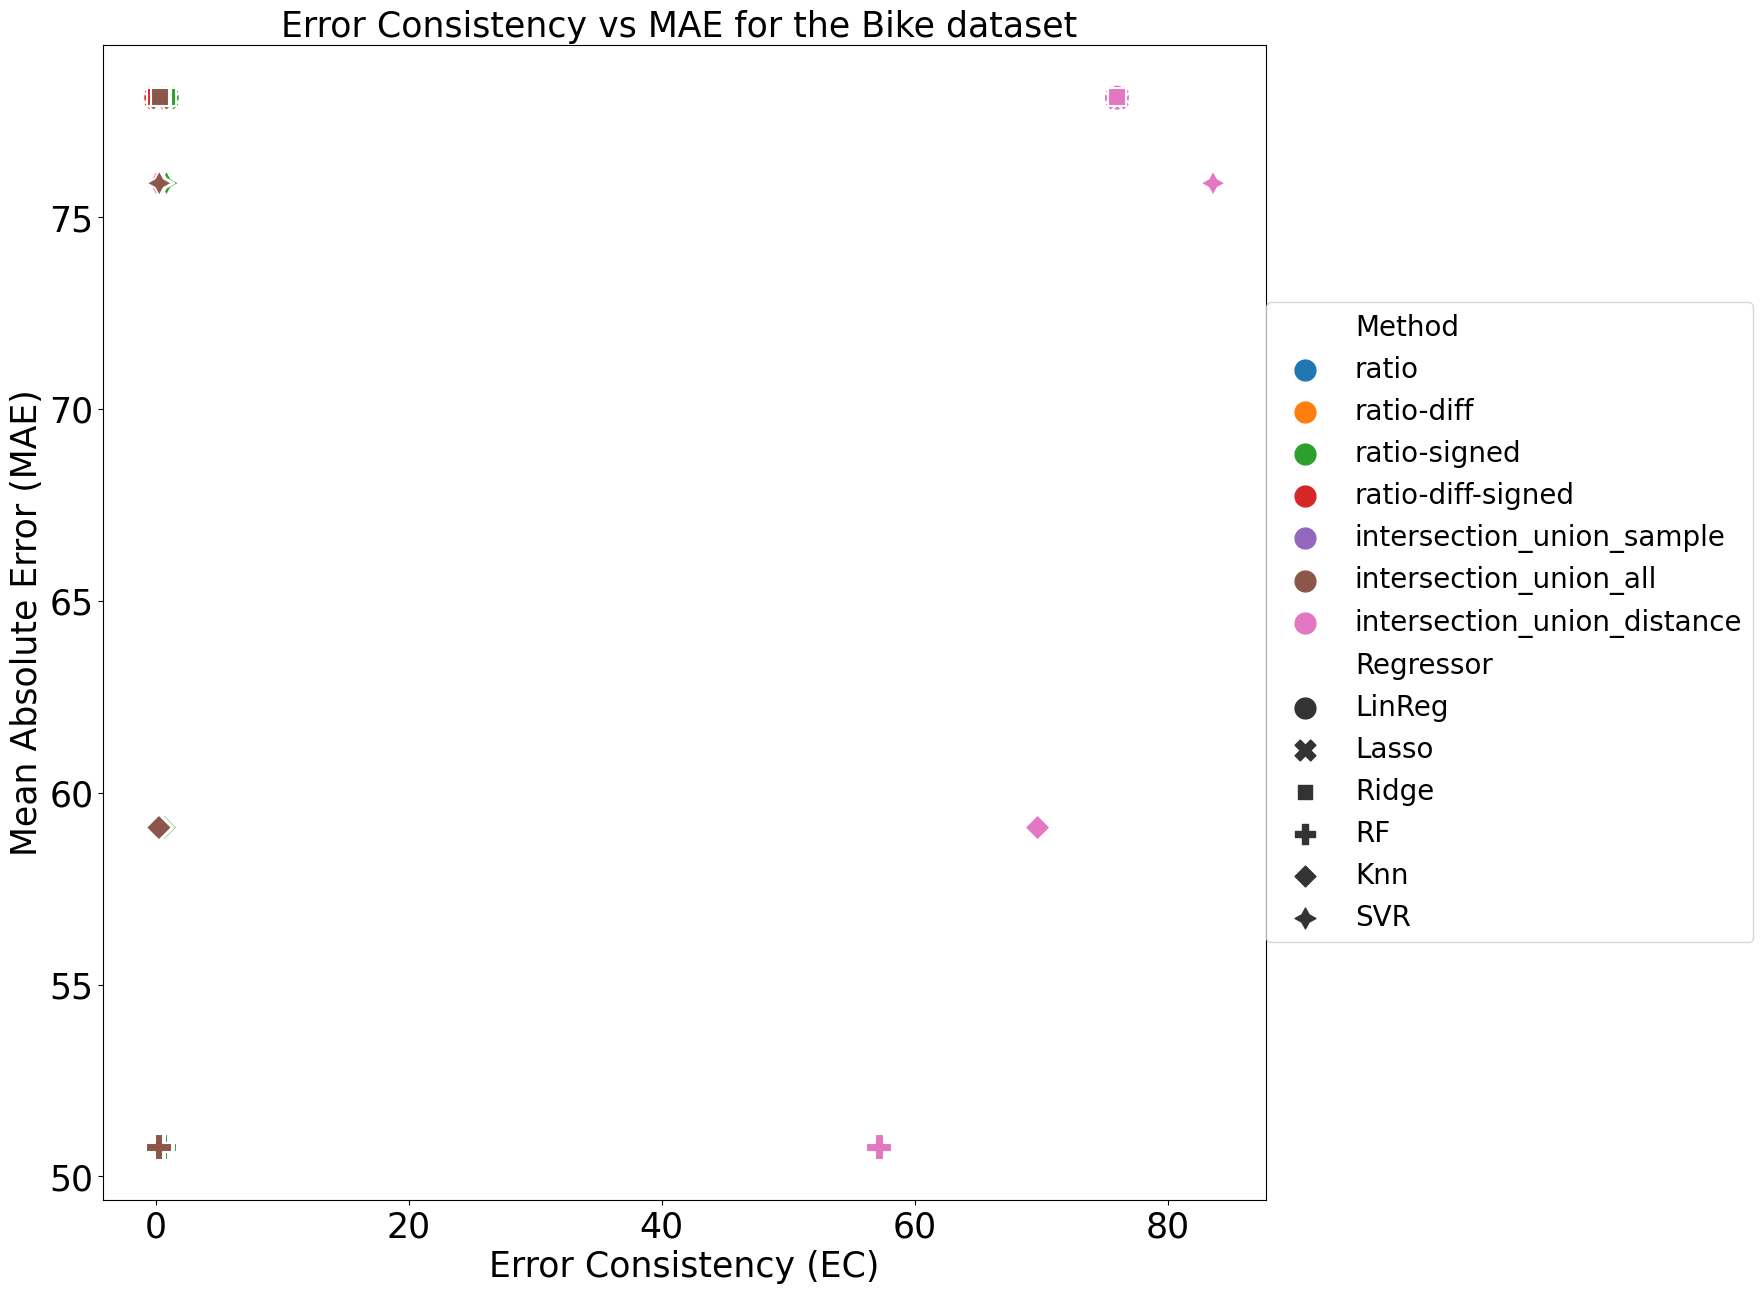 Error Consistency vs MAE for the Bike dataset
Mean Absolute Error (MAE)
75
70
65
60
55
50
0
20
40
60
80
Error Consistency (EC)
Method
ratio
ratio-diff
ratio-signed
ratio-diff-signed
intersection_union_sample
intersection_union_all
intersection_union_distance
Regressor
LinReg
Lasso
Ridge
RF
Knn
SVR